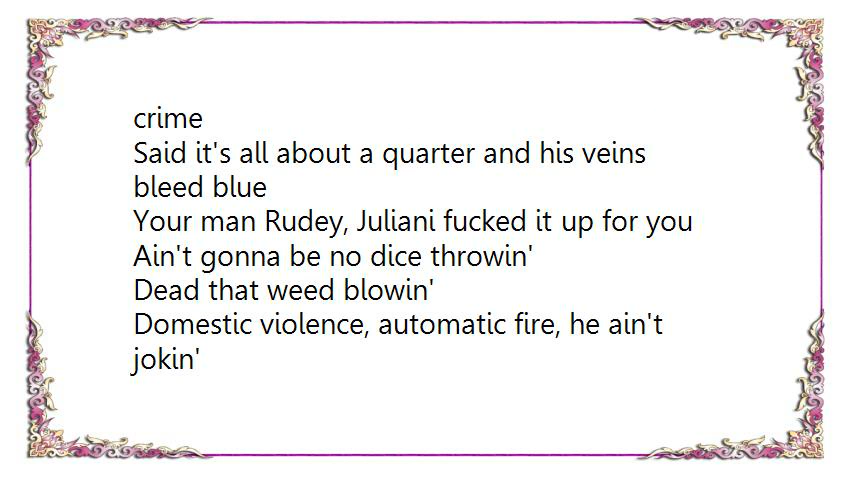 crime
Said it's all about a quarter and his veins
bleed blue
Your man Rudey, Juliani fucked it up for you
Ain't gonna be no dice throwin'
Dead that weed blowin'
Domestic violence, automatic fire, he ain't
jokin'